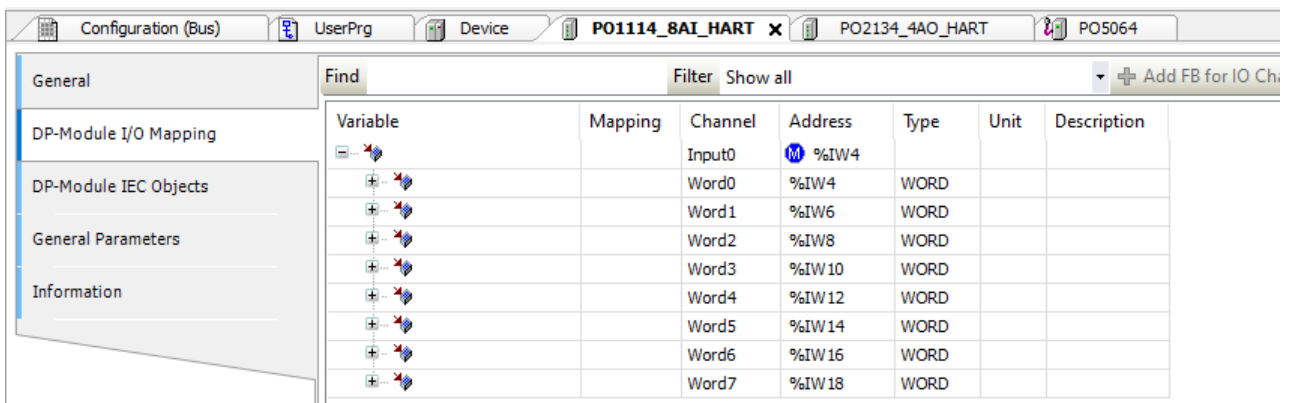 Configuration (Bus) UserPrg Device PO1114_8AI_HART PO2134_4AO_HART PO5064
General
DP-Module I/O Mapping
DP-Module IEC Objects
General Parameters
Information
Find Filter Show all Add FB for IO
Variable Mapping Channel Address Type Unit Description
Input0 M %IW4
Word0 %IW4 WORD
Word1 %IW6 WORD
Word2 %IW8 WORD
Word3 %IW10 WORD
Word4 %IW12 WORD
Word5 %IW14 WORD
Word6 %IW16 WORD
Word7 %IW18 WORD